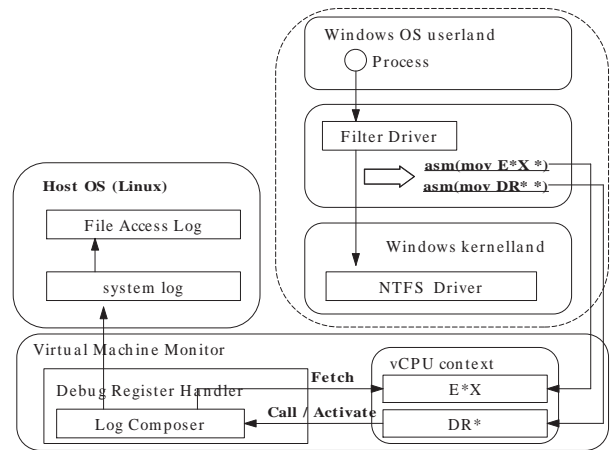 Windows OS userland
Process
Filter Driver
asm(mov E*X *)
asm(mov DR* *)
Host OS (Linux)
File Access Log
system log
Windows kernelland
NTFS Driver
Virtual Machine Monitor
Debug Register Handler
Log Composer
Fetch
Call / Activate
vCPU context
E*X
DR*